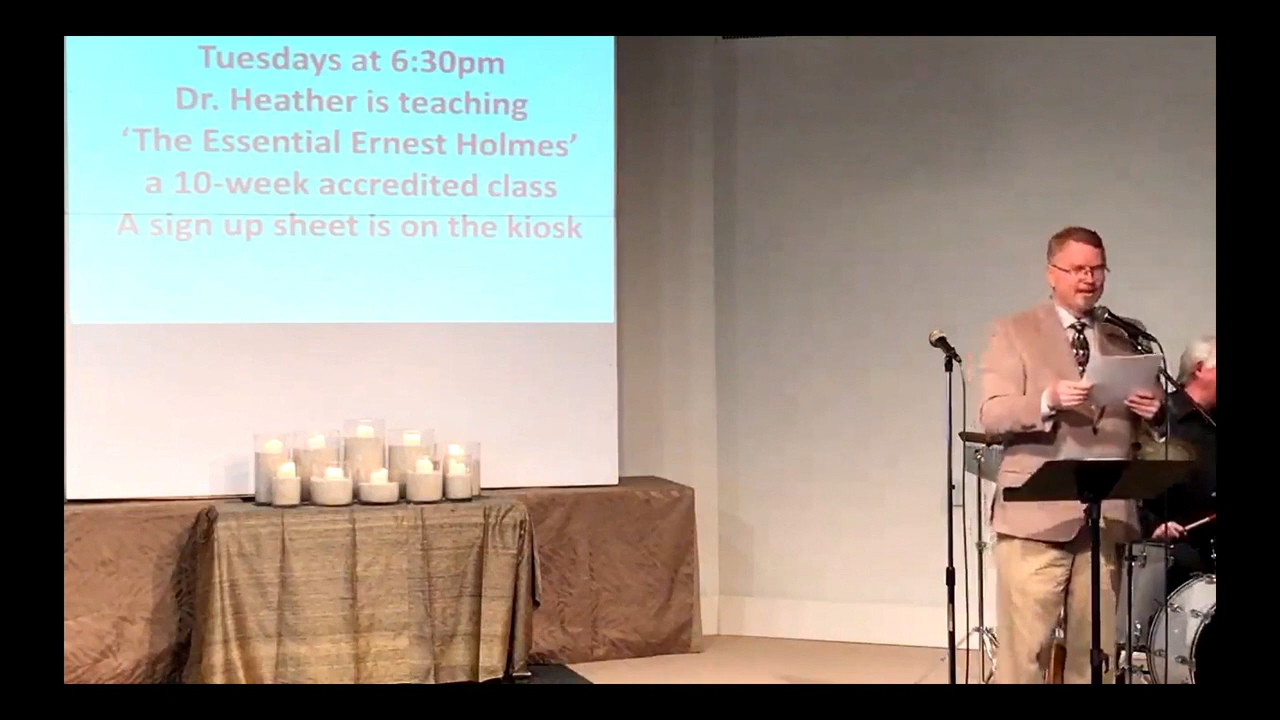 Tuesdays at 6:30pm
Dr. Heather is teaching
‘The Essential Ernest Holmes’
a 10-week accredited class
A sign up sheet is on the kiosk